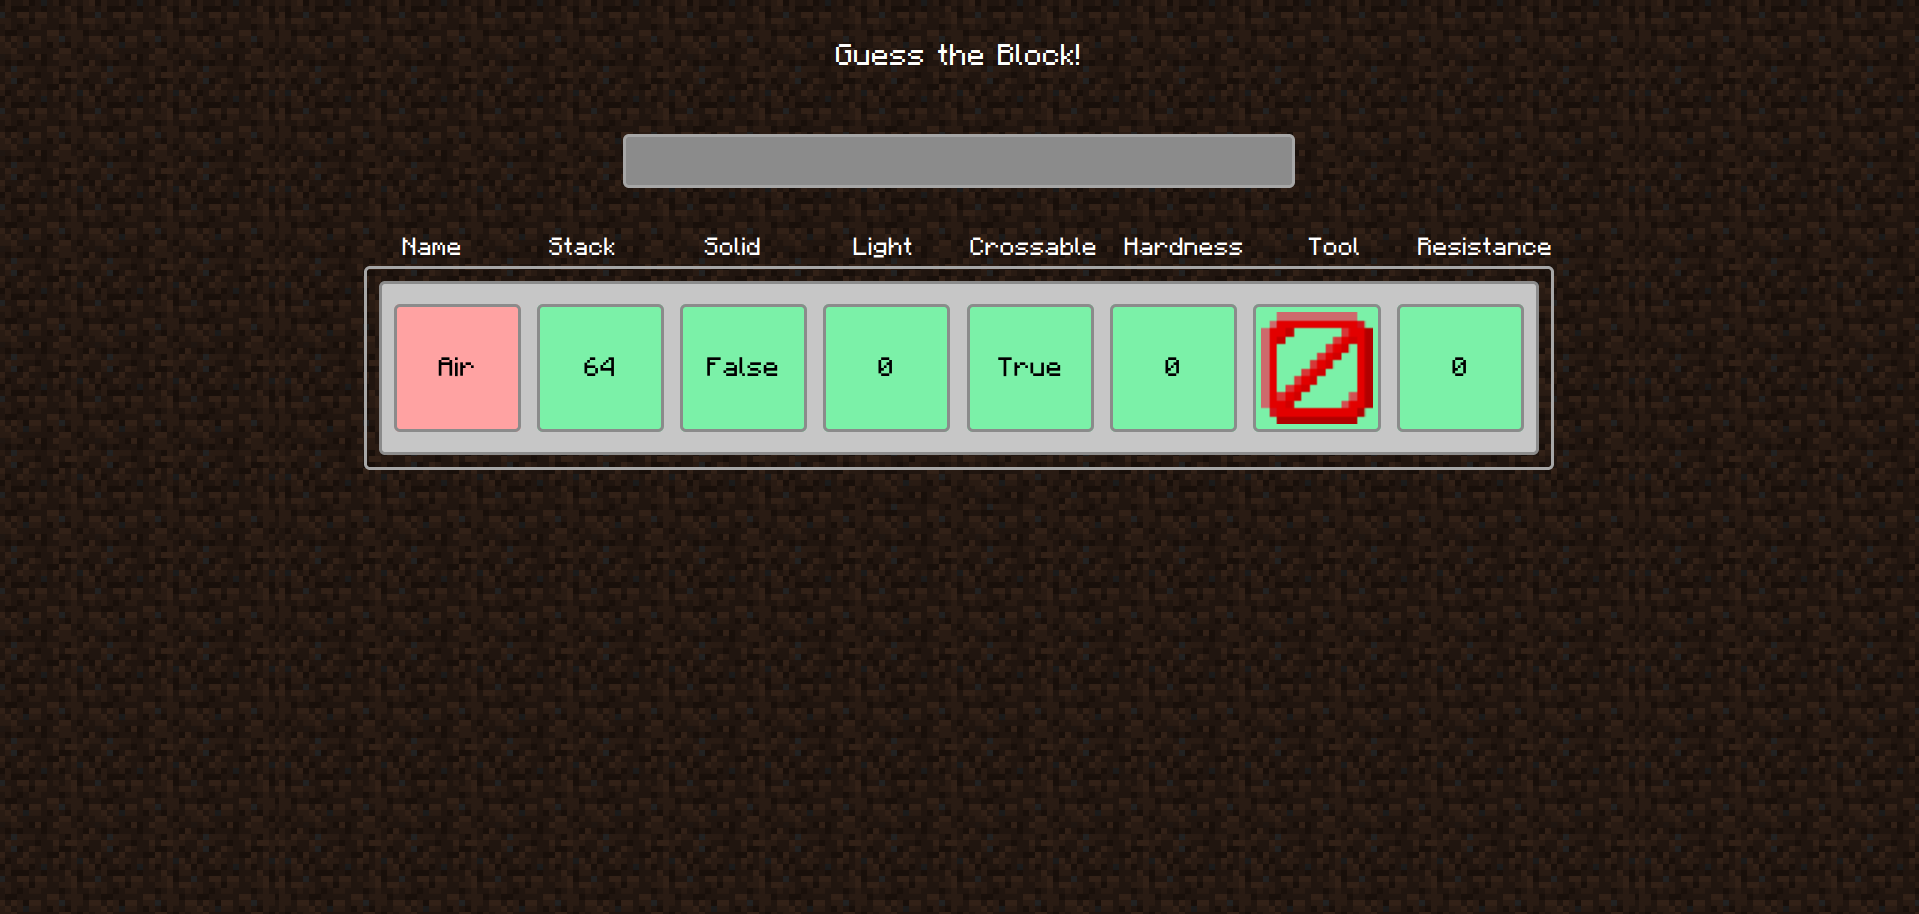 Guess the Block!
Name Stack Solid Light Crossable Hardness Tool Resistance
Air 64 False 0 True 0 0